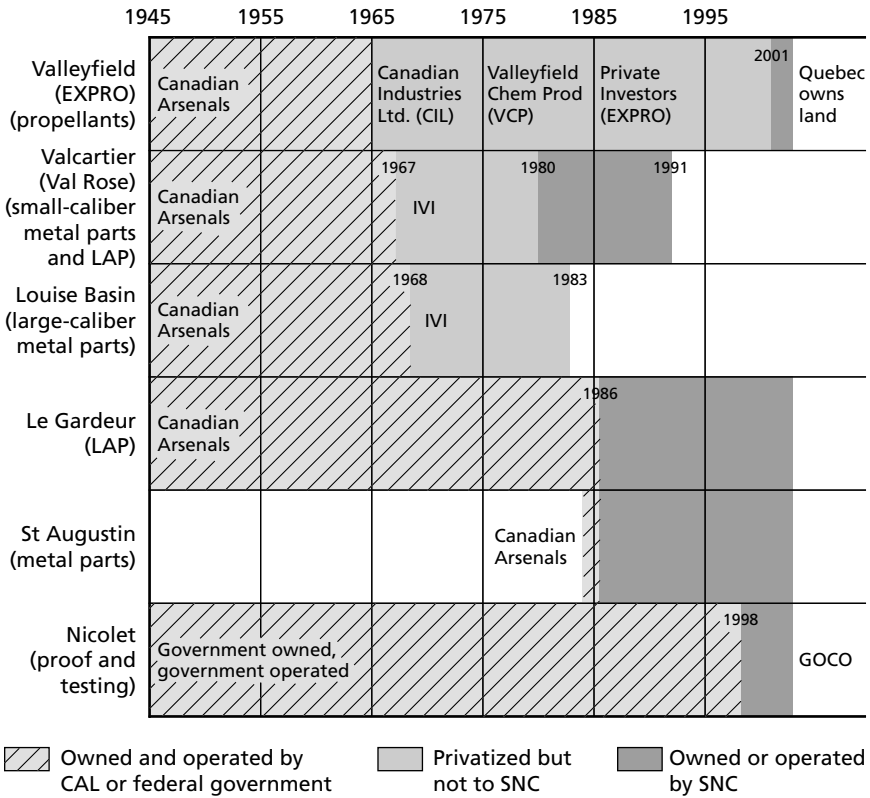 1945 1955 1965 1975 1985 1995
Valleyfield
(EXPRO)
(propellants)
Canadian
Arsenals
Canadian
Industries
Ltd. (CIL)
Valleyfield
Chem Prod
(VCP)
Private
Investors
(EXPRO)
2001
Quebec
owns
land
Valcartier
(Val Rose)
(small-caliber
metal parts
and LAP)
Canadian
Arsenals
1967
IVI
1980
1991
Louise Basin
(large-caliber
metal parts)
Canadian
Arsenals
1968
IVI
1983
Le Gardeur
(LAP)
Canadian
Arsenals
1986
St Augustin
(metal parts)
Canadian
Arsenals
Nicolet
(proof and
testing)
Government owned,
government operated
1998
GOCO
Owned and operated by
CAL or federal government
Privatized but
not to SNC
Owned or operated
by SNC